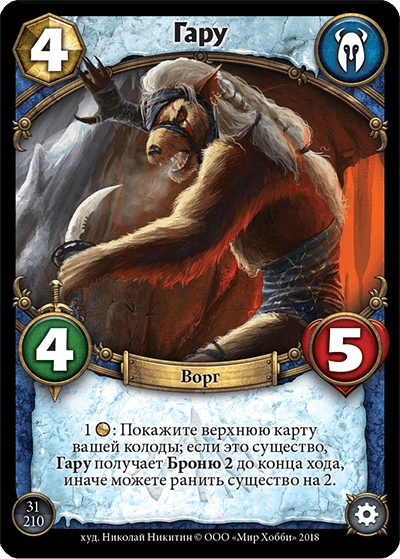 4
Гару
4
Ворг
5
1 : Покажите верхнюю карту
вашей колоды; если это существо,
Гару получает Броню 2 до конца хода,
иначе можете ранить существо на 2.
31
210
худ. Николай Никитин © ООО «Мир Хобби» 2018